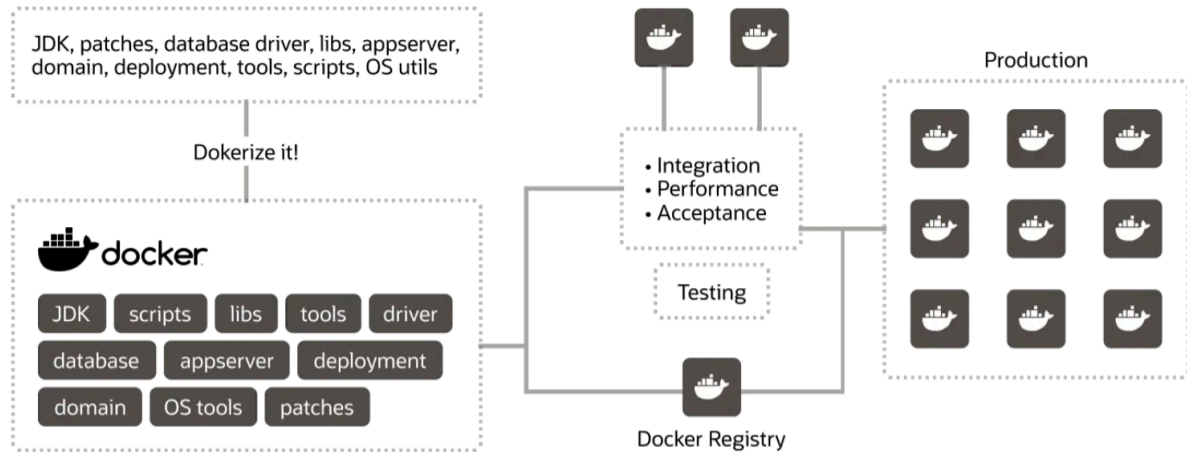 JDK, patches, database driver, libs, appserver,
domain, deployment, tools, scripts, OS utils
Dokerize it!
docker
JDK scripts libs tools driver
database appserver deployment
domain OS tools patches
• Integration
• Performance
• Acceptance
Testing
Docker Registry
Production